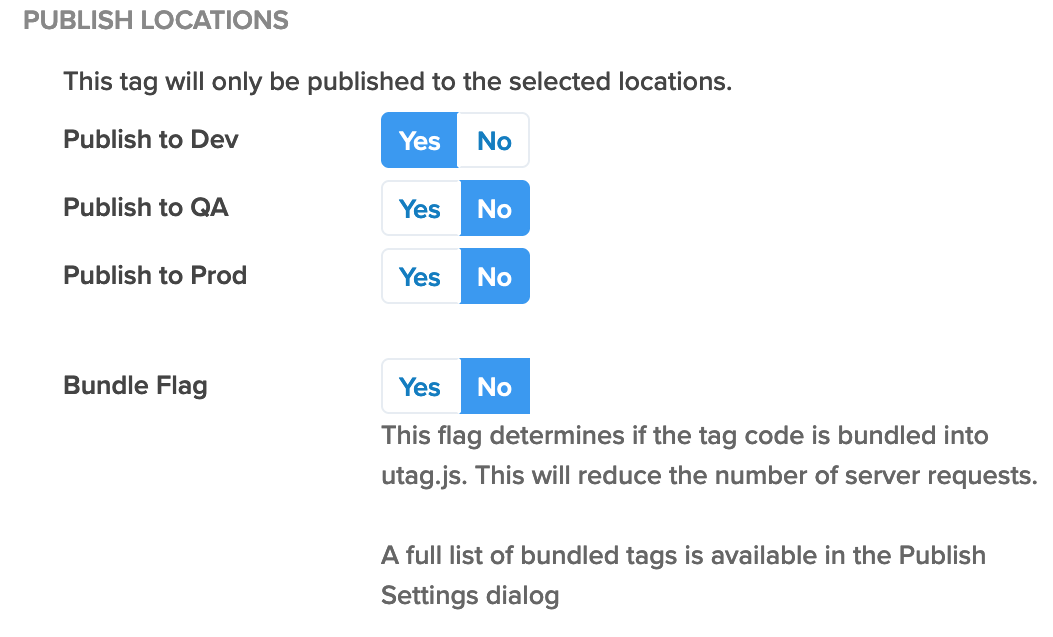 PUBLISH LOCATIONS
This tag will only be published to the selected locations.
Publish to Dev Yes No
Publish to QA Yes No
Publish to Prod Yes No
Bundle Flag Yes No
This flag determines if the tag code is bundled into
utag.js. This will reduce the number of server requests.
A full list of bundled tags is available in the Publish
Settings dialog